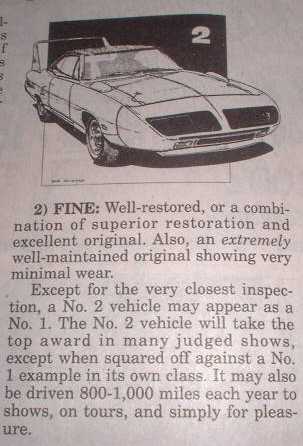 2
2) FINE: Well-restored, or a combi-
nation of superior restoration and
excellent original. Also, an extremely
well-maintained original showing very
minimal wear.
Except for the very closest inspec-
tion, a No. 2 vehicle may appear as a
No. 1. The No. 2 vehicle will take the
top award in many judged shows,
except when squared off against a No.
1 example in its own class. It may also
be driven 800-1,000 miles each year to
shows, on tours, and simply for pleas-
ure.